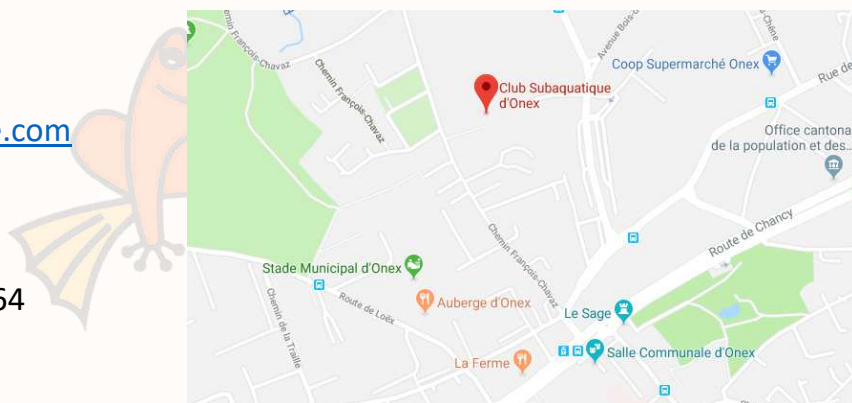 e.com
64
Chemin François-Chavaz
Chemin François-Chavaz
Avenue Bois-d
-Chêne
Coop Supermarché Onex
Rue de
Club Subaquatique
d'Onex
Office cantona
de la population et des...
Route de Chancy
Chemin François-Chavaz
Stade Municipal d'Onex
Auberge d'Onex
Chemin de la Traille
Route de Loëx
Le Sage
La Ferme
Salle Communale d'Onex